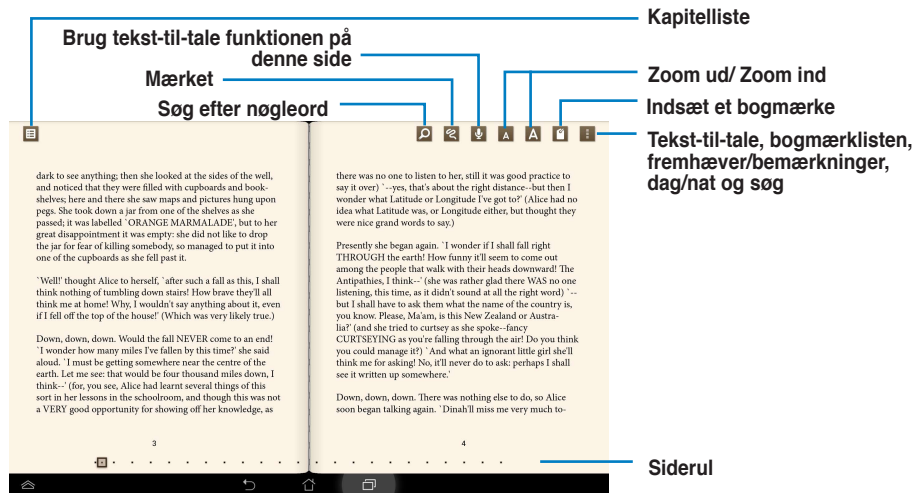 Kapitelliste
Brug tekst-til-tale funktionen på
denne side
Mærket
Søg efter nøgleord
Zoom ud/ Zoom ind
Indsæt et bogmærke
Tekst-til-tale, bogmærklisten,
fremhæver/bemærkninger,
dag/nat og søg
A A
dark to see anything; then she looked at the sides of the well,
and noticed that they were filled with cupboards and book-
shelves; here and there she saw maps and pictures hung upon
pegs. She took down a jar from one of the shelves as she
passed; it was labelled `ORANGE MARMALADE', but to her
great disappointment it was empty: she did not like to drop
the jar for fear of killing somebody, so managed to put it into
one of the cupboards as she fell past it.
`Well!' thought Alice to herself, `after such a fall as this, I shall
think nothing of tumbling down stairs! How brave they'll all
think me at home! Why, I wouldn't say anything about it, even
if I fell off the top of the house!' (Which was very likely true.)
Down, down, down. Would the fall NEVER come to an end!
`I wonder how many miles I've fallen by this time?' she said
aloud. `I must be getting somewhere near the centre of the
earth. Let me see: that would be four thousand miles down, I
think--' (for, you see, Alice had learnt several things of this
sort in her lessons in the schoolroom, and though this was not
a VERY good opportunity for showing off her knowledge, as
3
there was no one to listen to her, still it was good practice to
say it over) `--yes, that's about the right distance--but then I
wonder what Latitude or Longitude I've got to?' (Alice had no
idea what Latitude was, or Longitude either, but thought they
were nice grand words to say.)
Presently she began again. `I wonder if I shall fall right
THROUGH the earth! How funny it'll seem to come out
among the people that walk with their heads downward! The
Antipathies, I think--' (she was rather glad there WAS no one
listening, this time, as it didn't sound at all the right word) `--
but I shall have to ask them what the name of the country is,
you know. Please, Ma'am, is this New Zealand or Austra-
lia?' (and she tried to curtsey as she spoke--fancy
CURTSEYING as you're falling through the air! Do you think
you could manage it?) `And what an ignorant little girl she'll
think me for asking! No, it'll never do to ask: perhaps I shall
see it written up somewhere.'
Down, down, down. There was nothing else to do, so Alice
soon began talking again. `Dinah'll miss me very much to-
4
Siderul